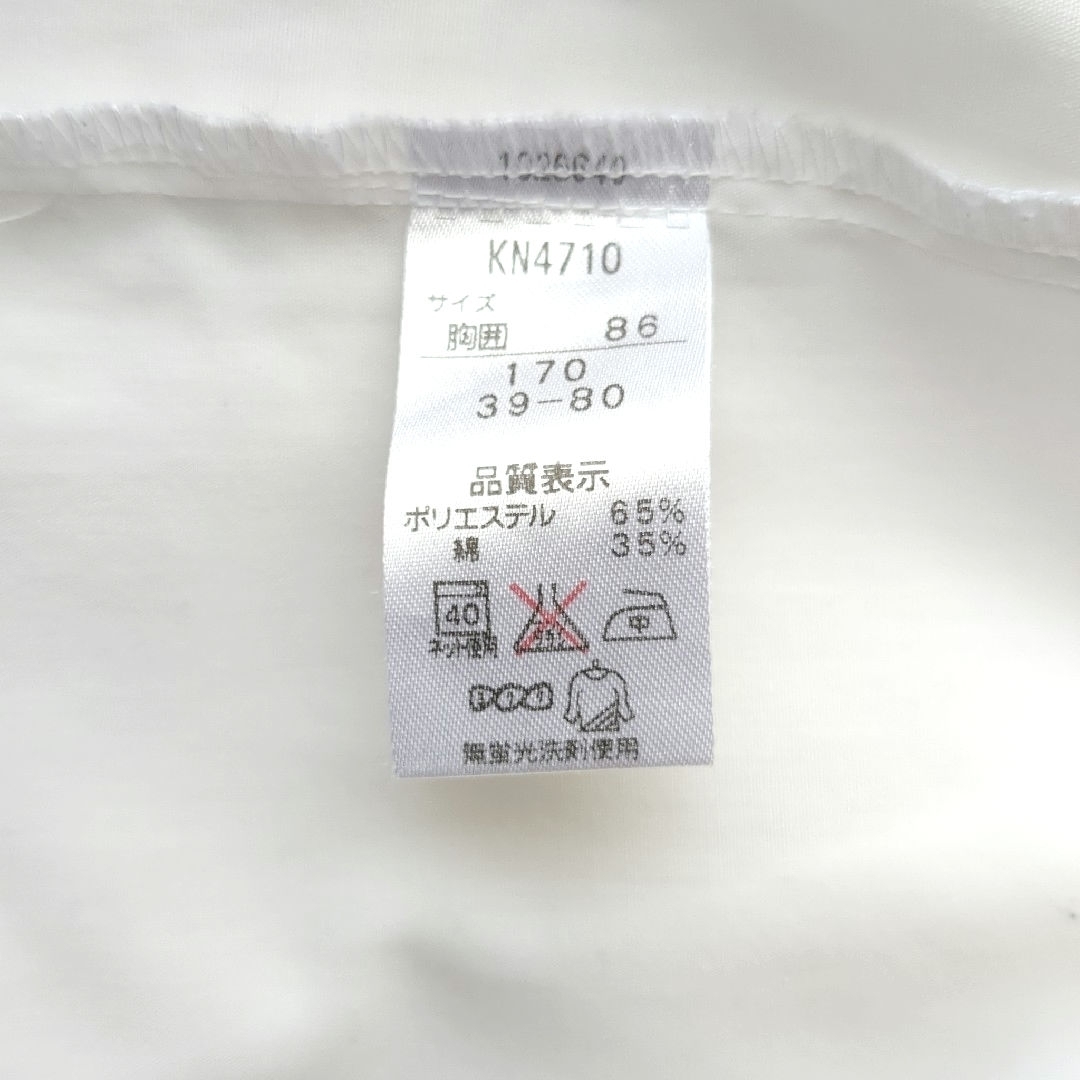 KN4710
サイズ
胸囲 86
170
39-80
品質表示
ポリエステル 65%
綿 35%
40
ネット使用
中
無蛍光洗剤使用